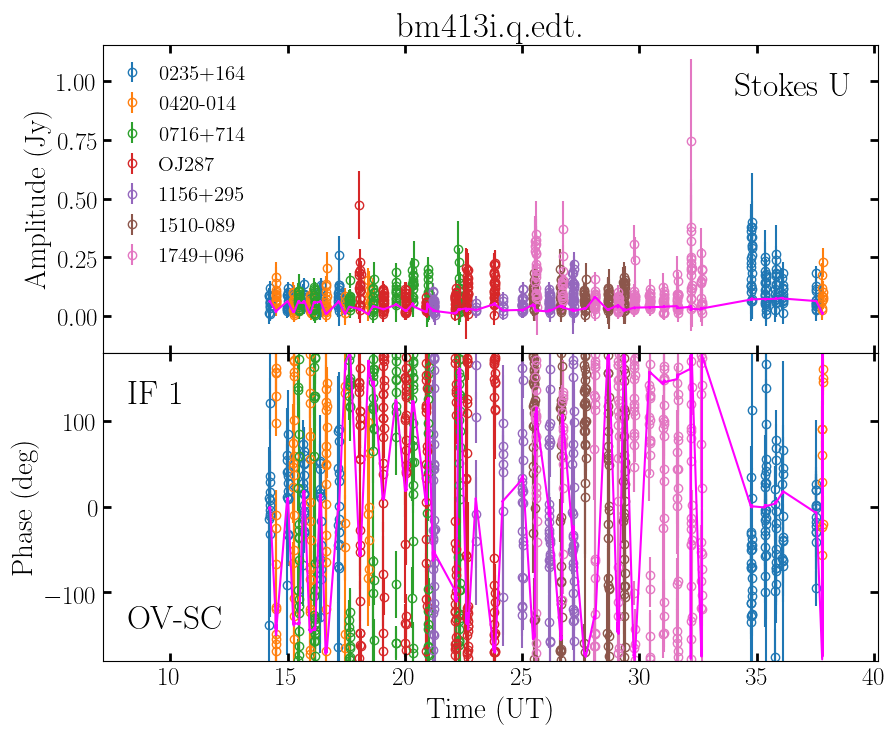 bm413i.q.edt.
Stokes U
0235+164
0420-014
0716+714
OJ287
1156+295
1510-089
1749+096
Amplitude (Jy)
1.00
0.75
0.50
0.25
0.00
IF 1
OV-SC
Phase (deg)
100
0
−100
10 15 20 25 30 35 40
Time (UT)